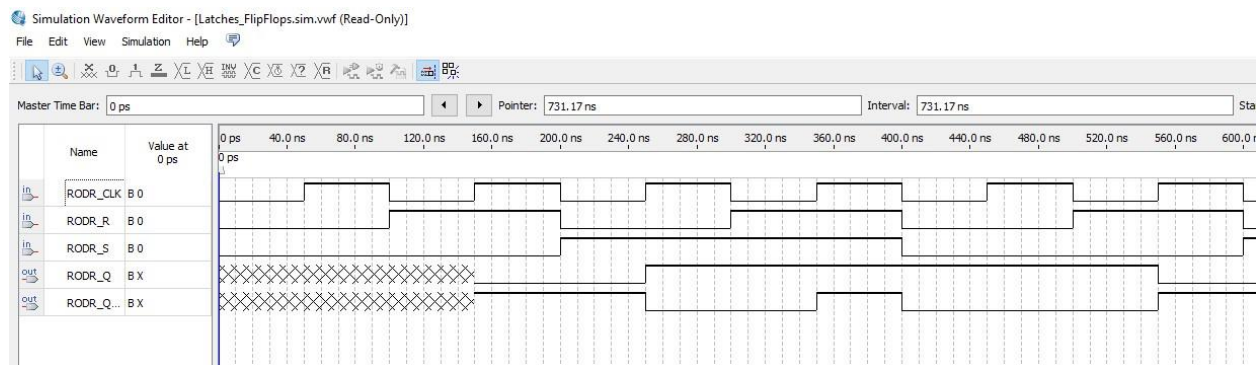 Simulation Waveform Editor - [Latches_FlipFlops.sim.vwf (Read-Only)]
File Edit View Simulation Help
Master Time Bar: 0 ps Pointer: 731.17 ns Interval: 731.17 ns Sta
Name Value at 0 ps 0 ps 40.0 ns 80.0 ns 120.0 ns 160.0 ns 200.0 ns 240.0 ns 280.0 ns 320.0 ns 360.0 ns 400.0 ns 440.0 ns 480.0 ns 520.0 ns 560.0 ns 600.0 n
0 ps
in RODR_CLK B 0
in RODR_R B 0
in RODR_S B 0
out RODR_Q B X
out RODR_Q... B X